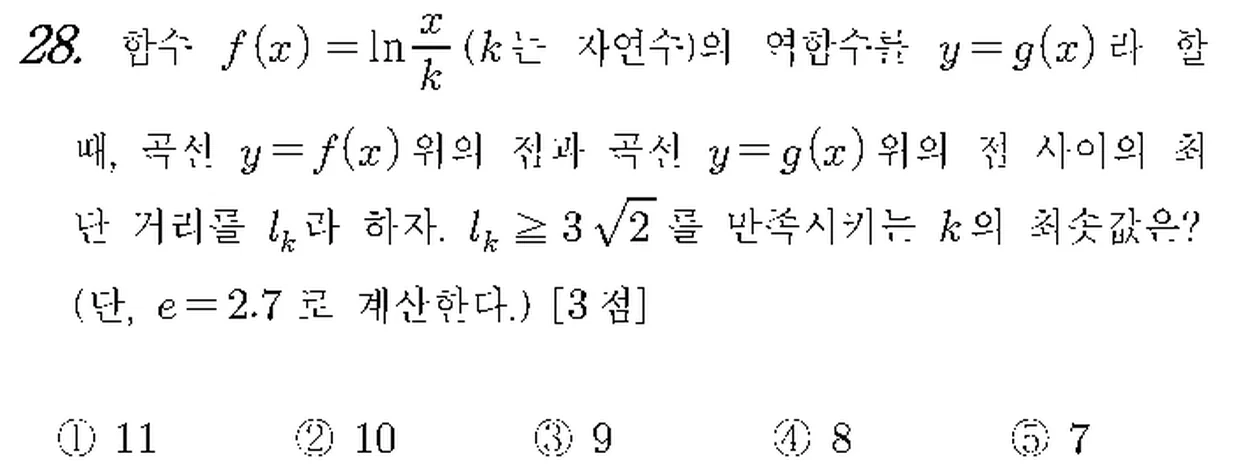 28. 함수 f(x) = ln x/k (k는 자연수)의 역함수를 y = g(x)라 할
때, 곡선 y = f(x) 위의 점과 곡선 y = g(x) 위의 점 사이의 최
단 거리를 l_k라 하자. l_k ≧ 3√2 를 만족시키는 k의 최솟값은?
(단, e = 2.7 로 계산한다.) [3 점]
① 11 ② 10 ③ 9 ④ 8 ⑤ 7